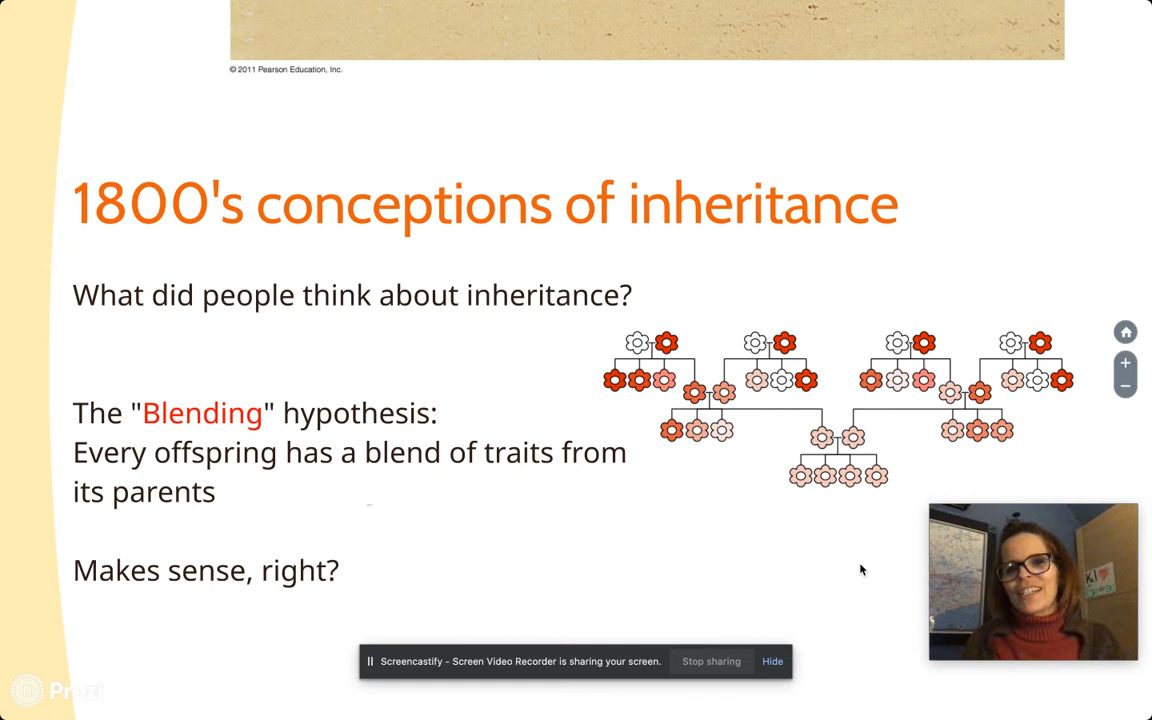 © 2011 Pearson Education, Inc.
1800's conceptions of inheritance
What did people think about inheritance?
The "Blending" hypothesis:
Every offspring has a blend of traits from
its parents
Makes sense, right?
Screencastify - Screen Video Recorder is sharing your screen.
Stop sharing
Hide
Prezi